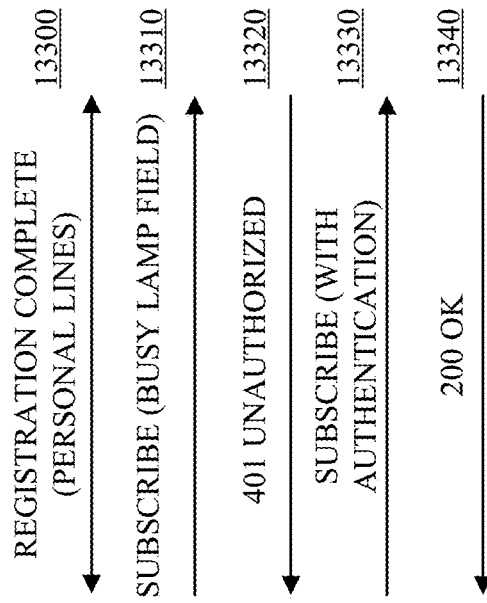 REGISTRATION COMPLETE
(PERSONAL LINES)
13300
SUBSCRIBE (BUSY LAMP FIELD)
13310
401 UNAUTHORIZED
13320
SUBSCRIBE (WITH
AUTHENTICATION)
13330
200 OK
13340